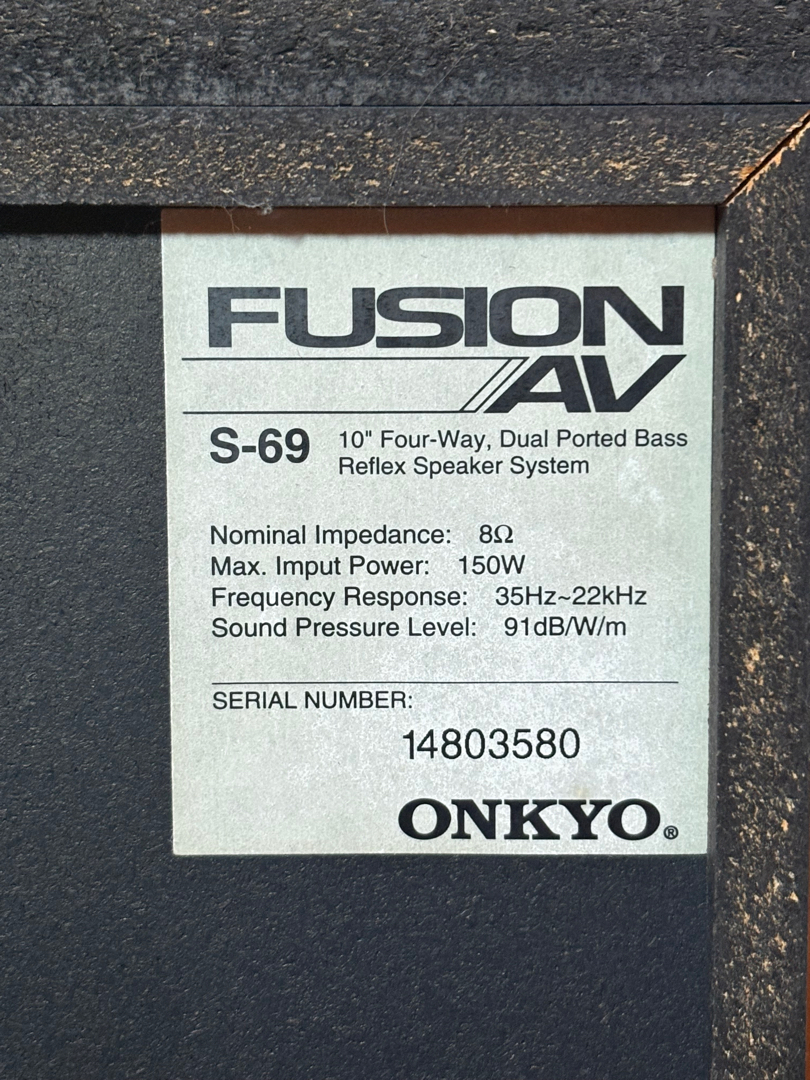 FUSION
AV
S-69 10" Four-Way, Dual Ported Bass
Reflex Speaker System
Nominal Impedance: 8Ω
Max. Imput Power: 150W
Frequency Response: 35Hz~22kHz
Sound Pressure Level: 91dB/W/m
SERIAL NUMBER:
14803580
ONKYO®